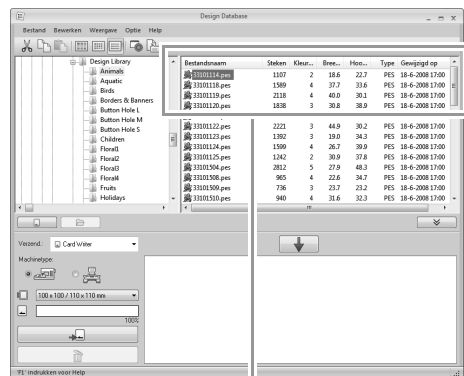 Design Database
Bestand Bewerken Weergave Optie Help
Design Library
Animals
Aquatic
Birds
Borders & Banners
Button Hole L
Button Hole M
Button Hole S
Children
Floral1
Floral2
Floral3
Floral4
Fruits
Holidays
Bestandsnaam Steken Kleur... Bree... Hoo... Type Gewijzigd op
33101114.pes 1107 2 18.6 22.7 PES 18-6-2008 17:00
33101118.pes 1589 4 37.7 33.6 PES 18-6-2008 17:00
33101119.pes 2118 4 40.0 30.1 PES 18-6-2008 17:00
33101120.pes 1838 3 30.8 38.9 PES 18-6-2008 17:00
33101122.pes 2221 3 44.9 30.2 PES 18-6-2008 17:00
33101123.pes 1392 3 19.0 34.3 PES 18-6-2008 17:00
33101124.pes 1599 4 26.7 39.9 PES 18-6-2008 17:00
33101125.pes 1242 2 30.9 37.8 PES 18-6-2008 17:00
33101504.pes 2812 5 27.9 48.3 PES 18-6-2008 17:00
33101508.pes 965 4 22.6 34.7 PES 18-6-2008 17:00
33101509.pes 736 3 23.7 23.2 PES 18-6-2008 17:00
33101510.pes 940 4 31.6 32.3 PES 18-6-2008 17:00
Verzend.: Card Writer
Machinetype:
100 x 100 / 110 x 110 mm
100%
'F1' indrukken voor Help